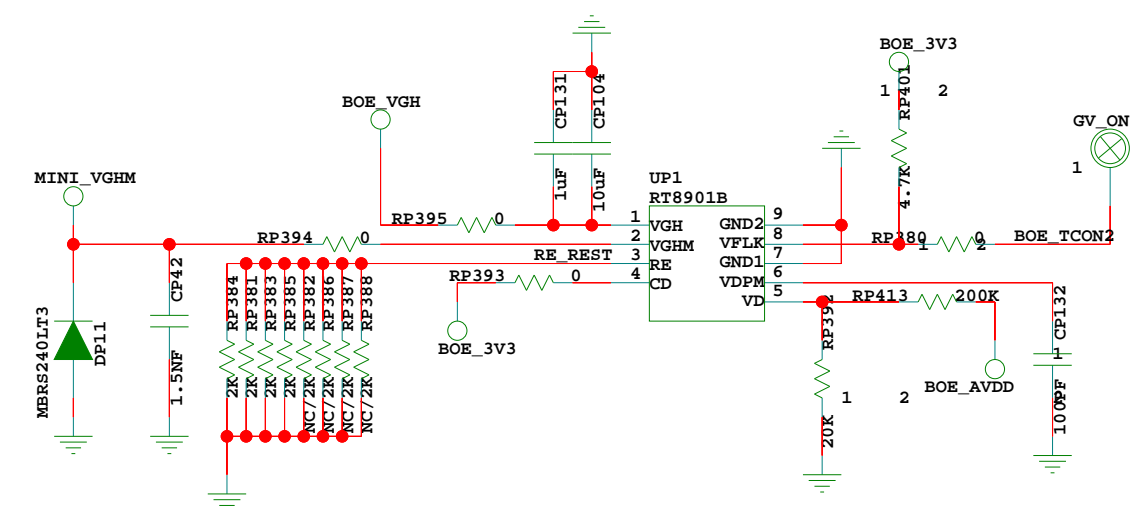 BOE_3V3
RP401
1 2
4.7K
CP131
CP104
1uF
10uF
BOE_VGH
GV_ON
1
MINI_VGHM
UP1
RT8901B
RP395 0
1 VGH
2 VGHM
3 RE
4 CD
GND2 9
VFLK 8
GND1 7
VDPM 6
VD 5
RP394 0
RP380 0
1 2
BOE_TCON2
RE_REST
RP393 0
BOE_3V3
CP42
1.5NF
MBRS240LT3
DP11
RP384
RP381
RP383
RP385
RP382
RP386
RP387
RP388
2K
2K
2K
2K
NC/2K
NC/2K
NC/2K
NC/2K
RP413 200K
RP392
1 2
20K
BOE_AVDD
CP132
1
100PF